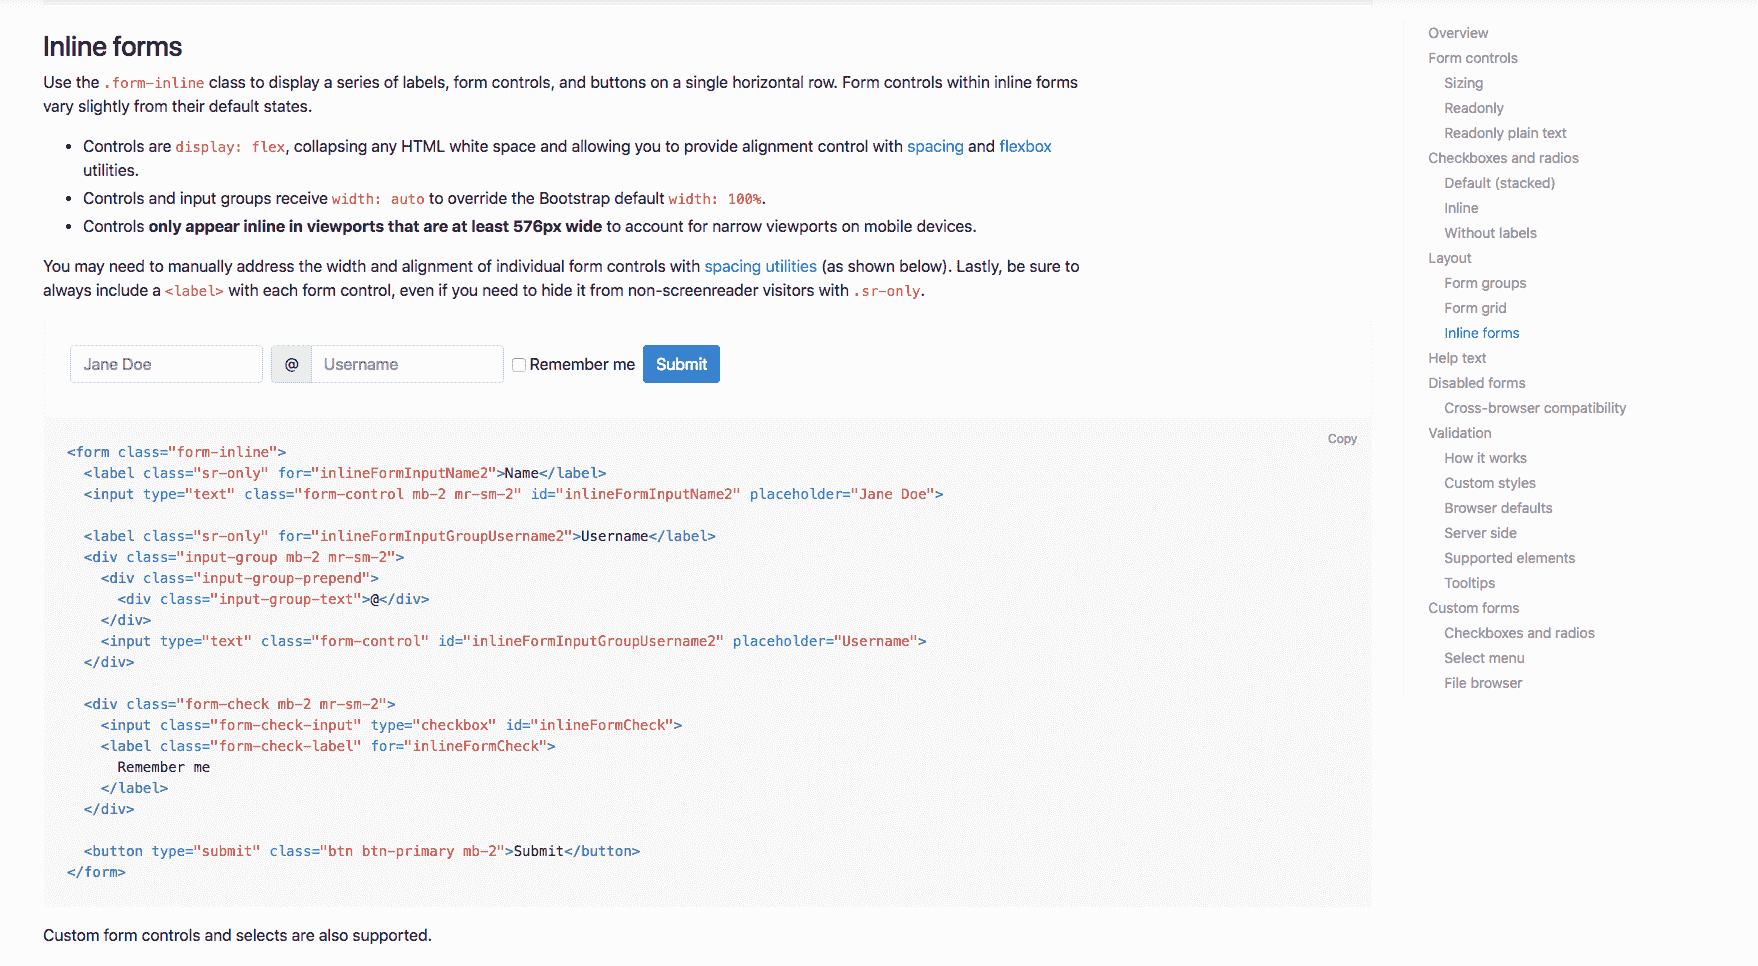 Inline forms
Use the .form-inline class to display a series of labels, form controls, and buttons on a single horizontal row. Form controls within inline forms
vary slightly from their default states.
• Controls are display: flex, collapsing any HTML white space and allowing you to provide alignment control with spacing and flexbox
utilities.
• Controls and input groups receive width: auto to override the Bootstrap default width: 100%.
• Controls only appear inline in viewports that are at least 576px wide to account for narrow viewports on mobile devices.
You may need to manually address the width and alignment of individual form controls with spacing utilities (as shown below). Lastly, be sure to
always include a <label> with each form control, even if you need to hide it from non-screenreader visitors with .sr-only.
Jane Doe @ Username Remember me Submit
Copy
<form class="form-inline">
  <label class="sr-only" for="inlineFormInputName2">Name</label>
  <input type="text" class="form-control mb-2 mr-sm-2" id="inlineFormInputName2" placeholder="Jane Doe">
  <label class="sr-only" for="inlineFormInputGroupUsername2">Username</label>
  <div class="input-group mb-2 mr-sm-2">
    <div class="input-group-prepend">
      <div class="input-group-text">@</div>
    </div>
    <input type="text" class="form-control" id="inlineFormInputGroupUsername2" placeholder="Username">
  </div>
  <div class="form-check mb-2 mr-sm-2">
    <input class="form-check-input" type="checkbox" id="inlineFormCheck">
    <label class="form-check-label" for="inlineFormCheck">
      Remember me
    </label>
  </div>
  <button type="submit" class="btn btn-primary mb-2">Submit</button>
</form>
Custom form controls and selects are also supported.
Overview
Form controls
Sizing
Readonly
Readonly plain text
Checkboxes and radios
Default (stacked)
Inline
Without labels
Layout
Form groups
Form grid
Inline forms
Help text
Disabled forms
Cross-browser compatibility
Validation
How it works
Custom styles
Browser defaults
Server side
Supported elements
Tooltips
Custom forms
Checkboxes and radios
Select menu
File browser